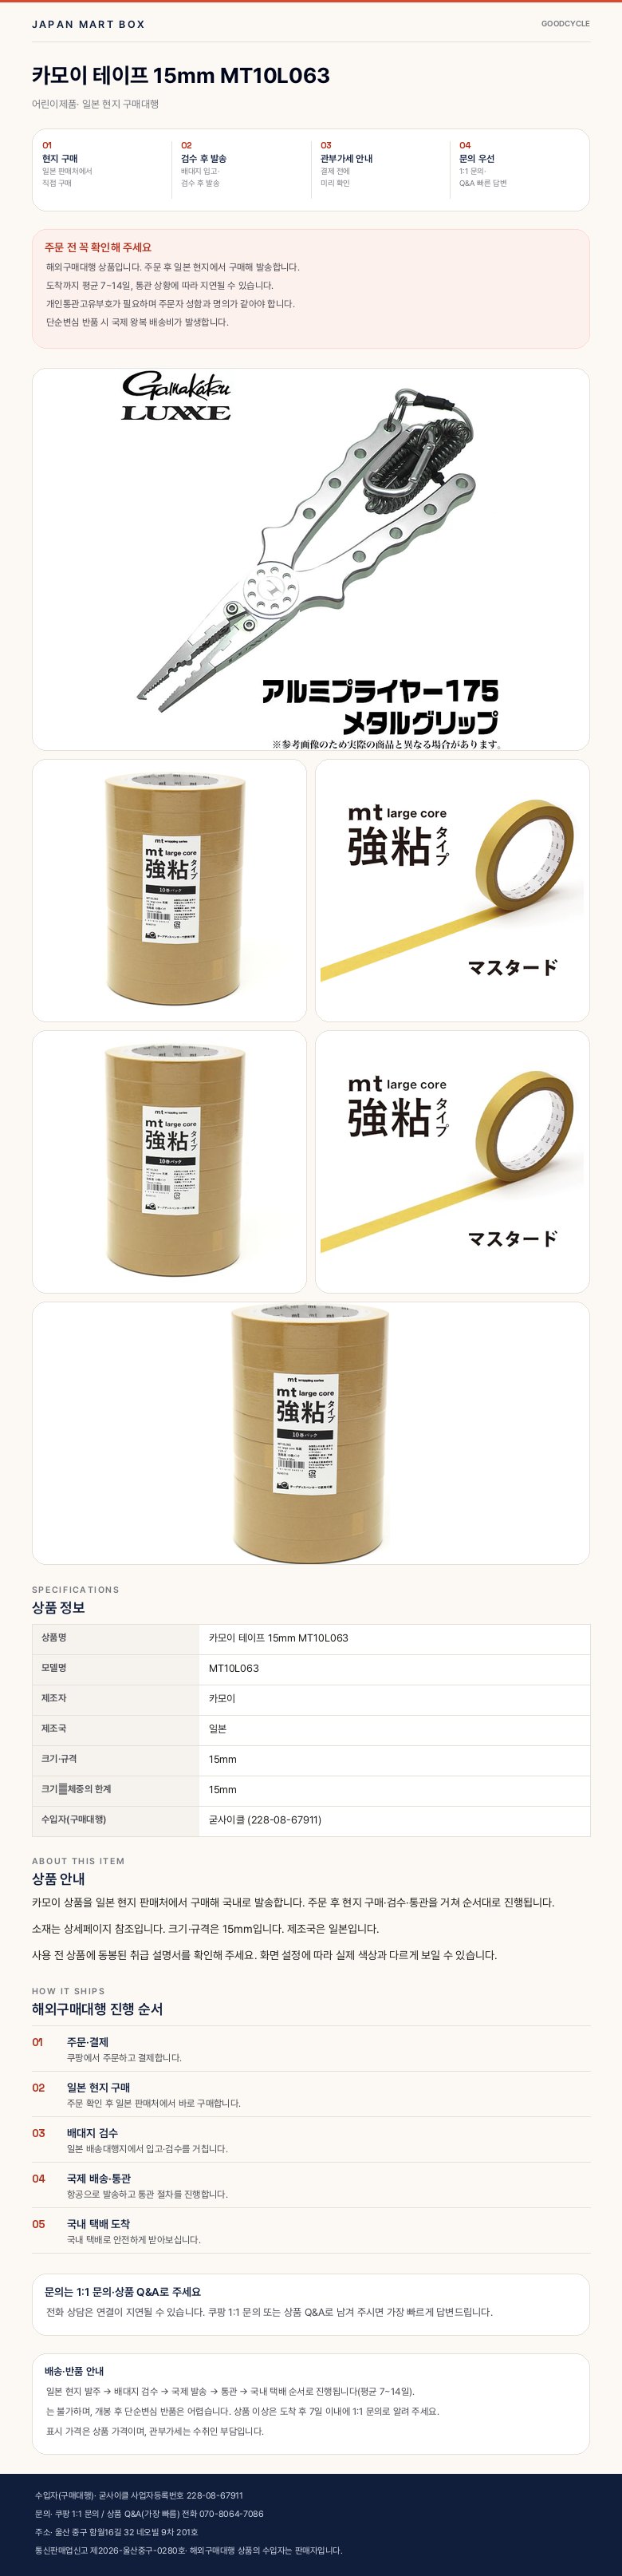 JAPAN MART BOX
GOODCYCLE
카모이 테이프 15mm MT10L063
어린이제품· 일본 현지 구매대행
01
현지 구매
일본 판매처에서
직접 구매
02
검수 후 발송
배대지 입고·
검수 후 발송
03
관부가세 안내
결제 전에
미리 확인
04
문의 우선
1:1 문의·
Q&A 빠른 답변
주문 전 꼭 확인해 주세요
해외구매대행 상품입니다. 주문 후 일본 현지에서 구매해 발송합니다.
도착까지 평균 7~14일, 통관 상황에 따라 지연될 수 있습니다.
개인통관고유부호가 필요하며 주문자 성함과 명의가 같아야 합니다.
단순변심 반품 시 국제 왕복 배송비가 발생합니다.
Gamakatsu
LUXXE
アルミプライヤー175
メタルグリップ
※参考画像のため実際の商品と異なる場合があります。
mt wrapping series
mt large core
強粘タイプ
10巻パック
mt large core
強粘タイプ
マスタード
mt wrapping series
mt large core
強粘タイプ
10巻パック
mt large core
強粘タイプ
マスタード
mt wrapping series
mt large core
強粘タイプ
10巻パック
SPECIFICATIONS
상품 정보
상품명 카모이 테이프 15mm MT10L063
모델명 MT10L063
제조자 카모이
제조국 일본
크기·규격 15mm
크기▒체중의 한계 15mm
수입자(구매대행) 굳사이클 (228-08-67911)
ABOUT THIS ITEM
상품 안내
카모이 상품을 일본 현지 판매처에서 구매해 국내로 발송합니다. 주문 후 현지 구매·검수·통관을 거쳐 순서대로 진행됩니다.
소재는 상세페이지 참조입니다. 크기·규격은 15mm입니다. 제조국은 일본입니다.
사용 전 상품에 동봉된 취급 설명서를 확인해 주세요. 화면 설정에 따라 실제 색상과 다르게 보일 수 있습니다.
HOW IT SHIPS
해외구매대행 진행 순서
01 주문·결제
쿠팡에서 주문하고 결제합니다.
02 일본 현지 구매
주문 확인 후 일본 판매처에서 바로 구매합니다.
03 배대지 검수
일본 배송대행지에서 입고·검수를 거칩니다.
04 국제 배송·통관
항공으로 발송하고 통관 절차를 진행합니다.
05 국내 택배 도착
국내 택배로 안전하게 받아보십니다.
문의는 1:1 문의·상품 Q&A로 주세요
전화 상담은 연결이 지연될 수 있습니다. 쿠팡 1:1 문의 또는 상품 Q&A로 남겨 주시면 가장 빠르게 답변드립니다.
배송·반품 안내
일본 현지 발주 → 배대지 검수 → 국제 발송 → 통관 → 국내 택배 순서로 진행됩니다(평균 7~14일).
는 불가하며, 개봉 후 단순변심 반품은 어렵습니다. 상품 이상은 도착 후 7일 이내에 1:1 문의로 알려 주세요.
표시 가격은 상품 가격이며, 관부가세는 수취인 부담입니다.
수입자(구매대행)· 굳사이클 사업자등록번호 228-08-67911
문의· 쿠팡 1:1 문의 / 상품 Q&A(가장 빠름) 전화 070-8064-7086
주소· 울산 중구 함월16길 32 네오빌 9차 201호
통신판매업신고 제2026-울산중구-0280호· 해외구매대행 상품의 수입자는 판매자입니다.